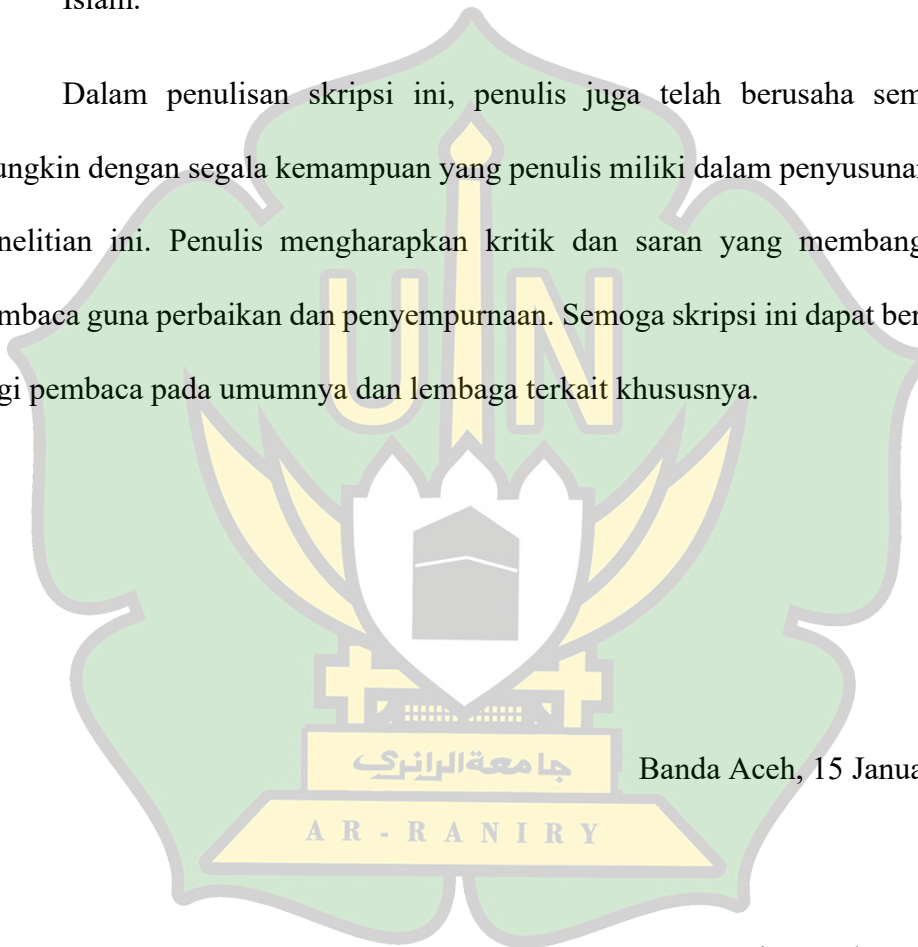 Islam.
Dalam penulisan skripsi ini, penulis juga telah berusaha sem
ungkin dengan segala kemampuan yang penulis miliki dalam penyusunan
nelitian ini. Penulis mengharapkan kritik dan saran yang membang
mbaca guna perbaikan dan penyempurnaan. Semoga skripsi ini dapat ber
gi pembaca pada umumnya dan lembaga terkait khususnya.
UIN
جامعةالرانري
Banda Aceh, 15 Janua
AR-RANIRY